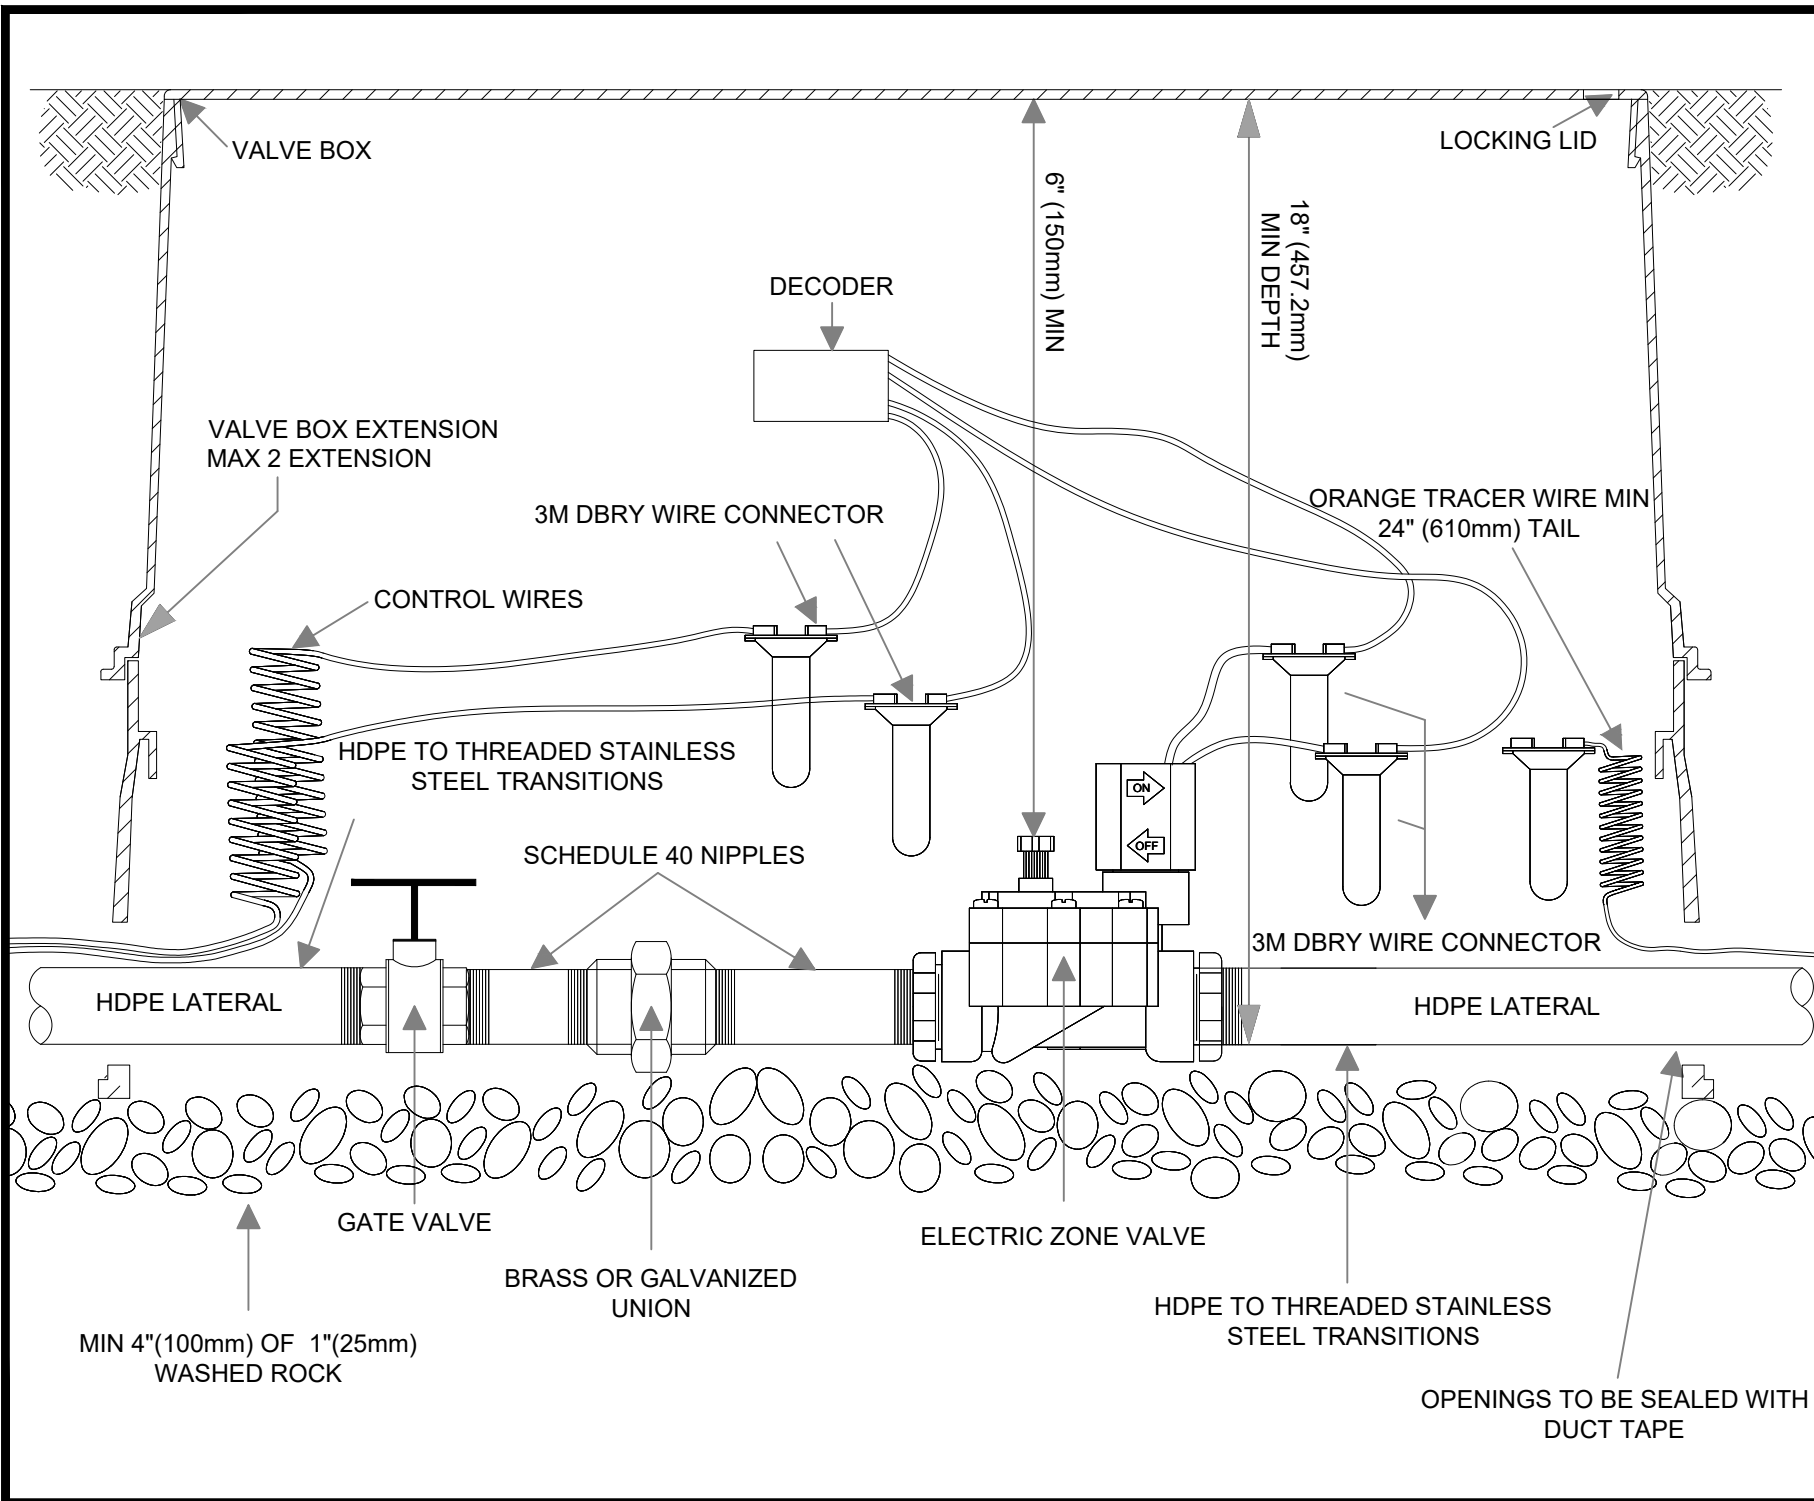 VALVE BOX
LOCKING LID
6" (150mm) MIN
18" (457.2mm)
MIN DEPTH
DECODER
VALVE BOX EXTENSION
MAX 2 EXTENSION
3M DBRY WIRE CONNECTOR
ORANGE TRACER WIRE MIN
24" (610mm) TAIL
CONTROL WIRES
HDPE TO THREADED STAINLESS
STEEL TRANSITIONS
ON
OFF
SCHEDULE 40 NIPPLES
3M DBRY WIRE CONNECTOR
HDPE LATERAL
HDPE LATERAL
GATE VALVE
ELECTRIC ZONE VALVE
BRASS OR GALVANIZED
UNION
HDPE TO THREADED STAINLESS
STEEL TRANSITIONS
MIN 4"(100mm) OF 1"(25mm)
WASHED ROCK
OPENINGS TO BE SEALED WITH
DUCT TAPE